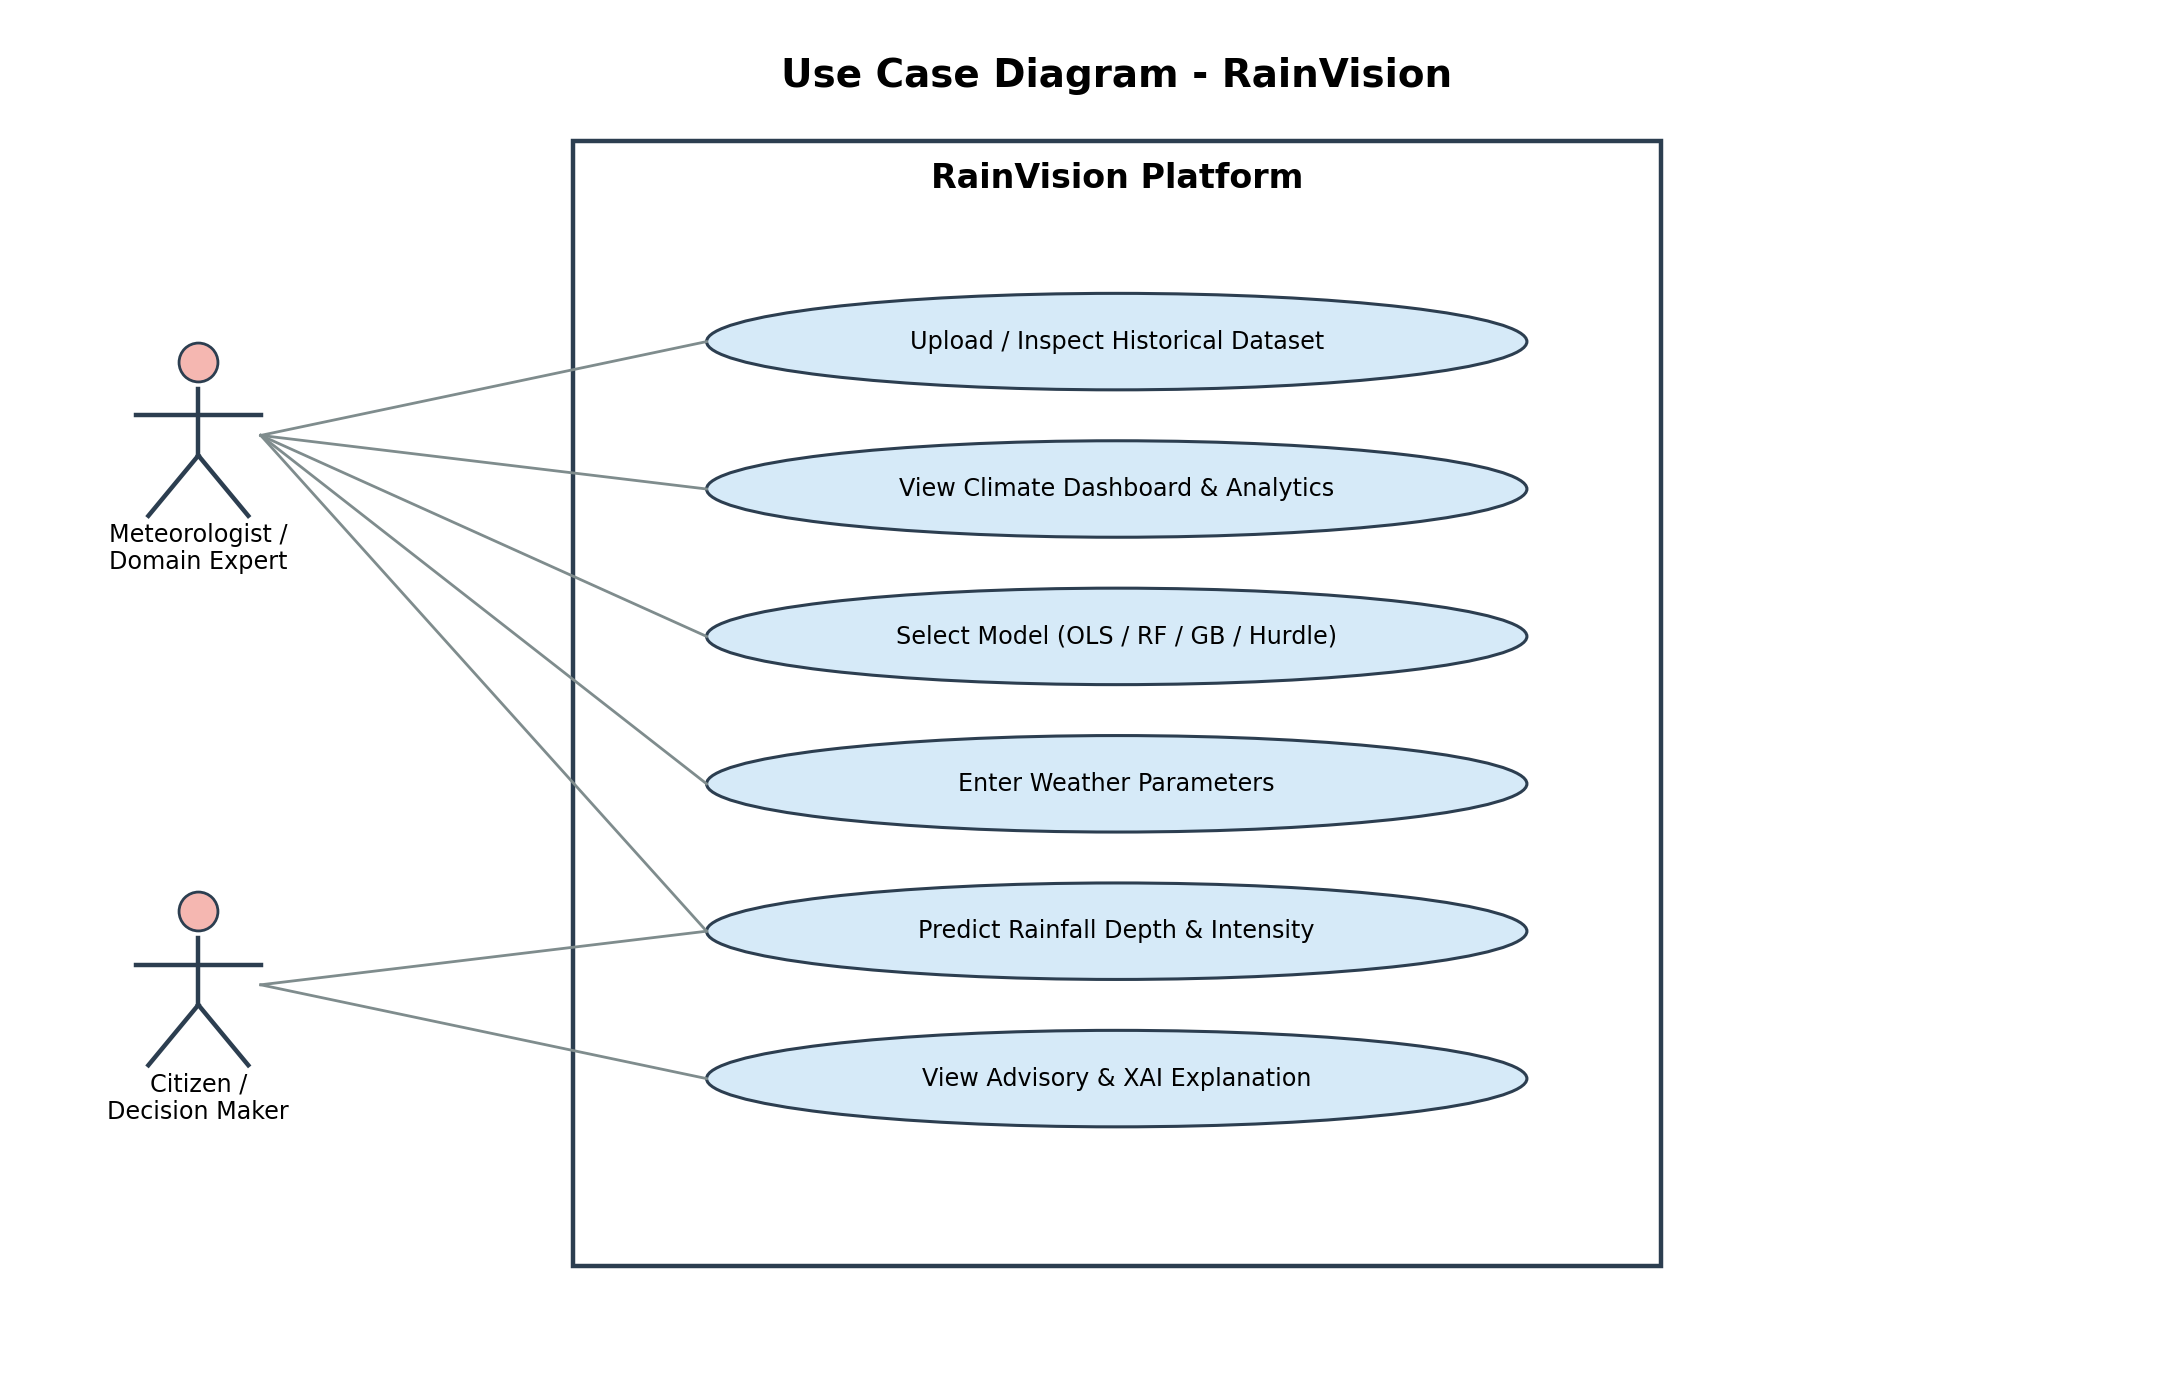 Use Case Diagram - RainVision
RainVision Platform
Upload / Inspect Historical Dataset
View Climate Dashboard & Analytics
Meteorologist /
Domain Expert
Select Model (OLS / RF / GB / Hurdle)
Enter Weather Parameters
Predict Rainfall Depth & Intensity
View Advisory & XAI Explanation
Citizen /
Decision Maker